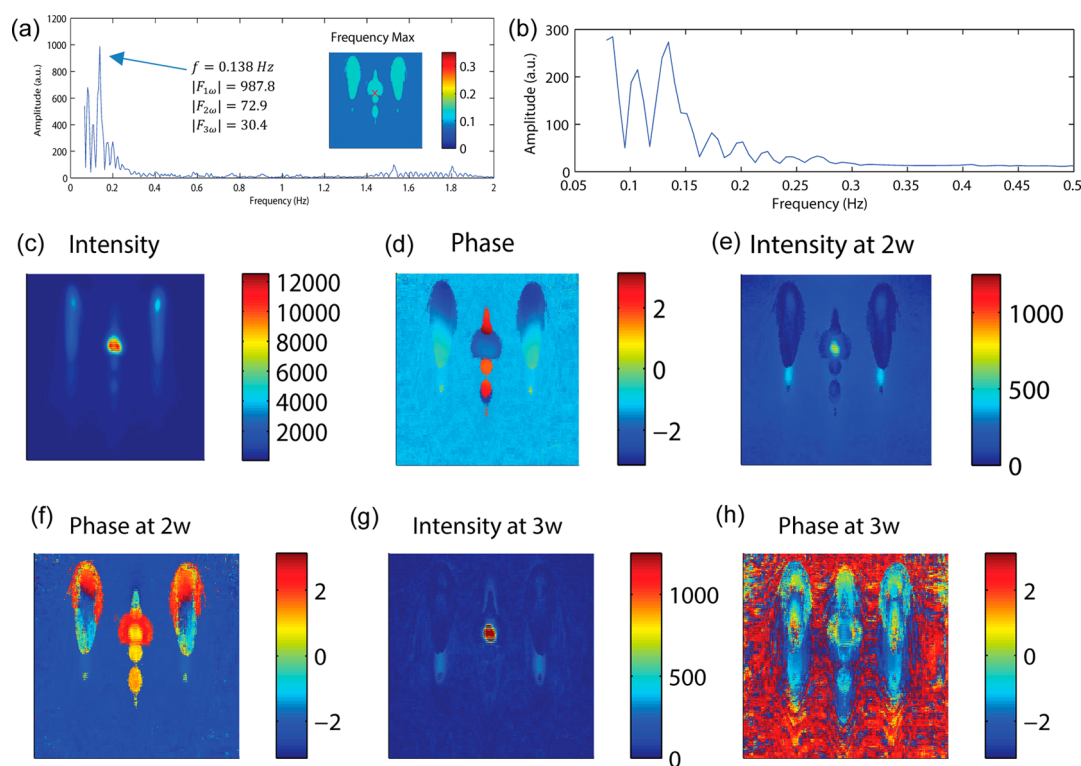 (a)
1200
1000
800
600
400
200
0
Amplitude (a.u.)
0 0.2 0.4 0.6 0.8 1 1.2 1.4 1.6 1.8 2
Frequency (Hz)
f = 0.138 Hz
|F1ω| = 987.8
|F2ω| = 72.9
|F3ω| = 30.4
Frequency Max
0.3
0.2
0.1
0
(b)
300
200
100
0
Amplitude (a.u.)
0.05 0.1 0.15 0.2 0.25 0.3 0.35 0.4 0.45 0.5
Frequency (Hz)
(c) Intensity
12000
10000
8000
6000
4000
2000
(d) Phase
2
0
−2
(e) Intensity at 2w
1000
500
0
(f) Phase at 2w
2
0
−2
(g) Intensity at 3w
1000
500
0
(h) Phase at 3w
2
0
−2